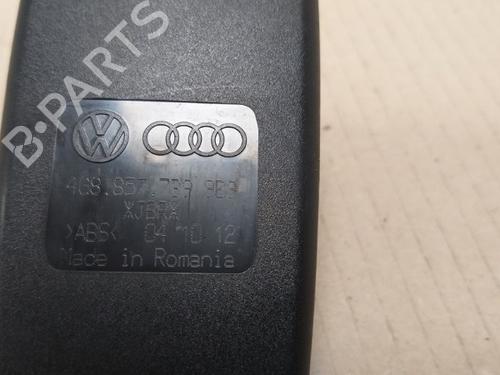 B-PARTS
4G8.857.739 9B9
XJBRX
>ABS< 04 10 12
Made in Romania